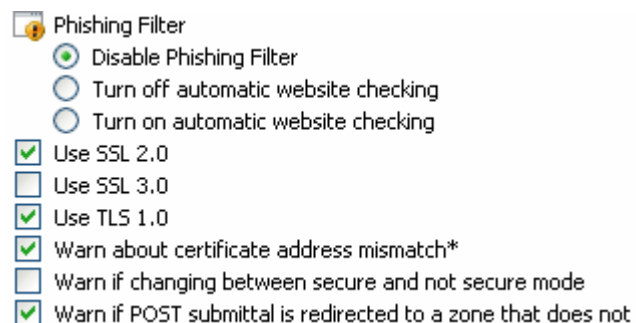 Phishing Filter
Disable Phishing Filter
Turn off automatic website checking
Turn on automatic website checking
Use SSL 2.0
Use SSL 3.0
Use TLS 1.0
Warn about certificate address mismatch*
Warn if changing between secure and not secure mode
Warn if POST submittal is redirected to a zone that does not